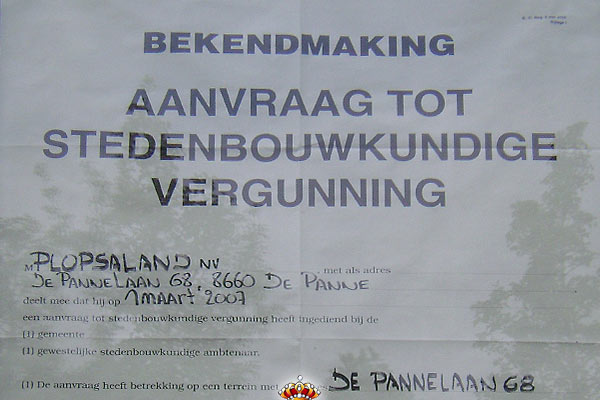 BEKENDMAKING
AANVRAAG TOT
STEDENBOUWKUNDIGE
VERGUNNING
M PLOPSALAND NV met als adres
DE PANNELAAN 68, 8660 DE PANNE
deelt mee dat hij op 1 MAART 2007
een aanvraag tot stedenbouwkundige vergunning heeft ingediend bij de
(1) gemeente
(1) gewestelijke stedenbouwkundige ambtenaar.
(1) De aanvraag heeft betrekking op een terrein met DE PANNELAAN 68